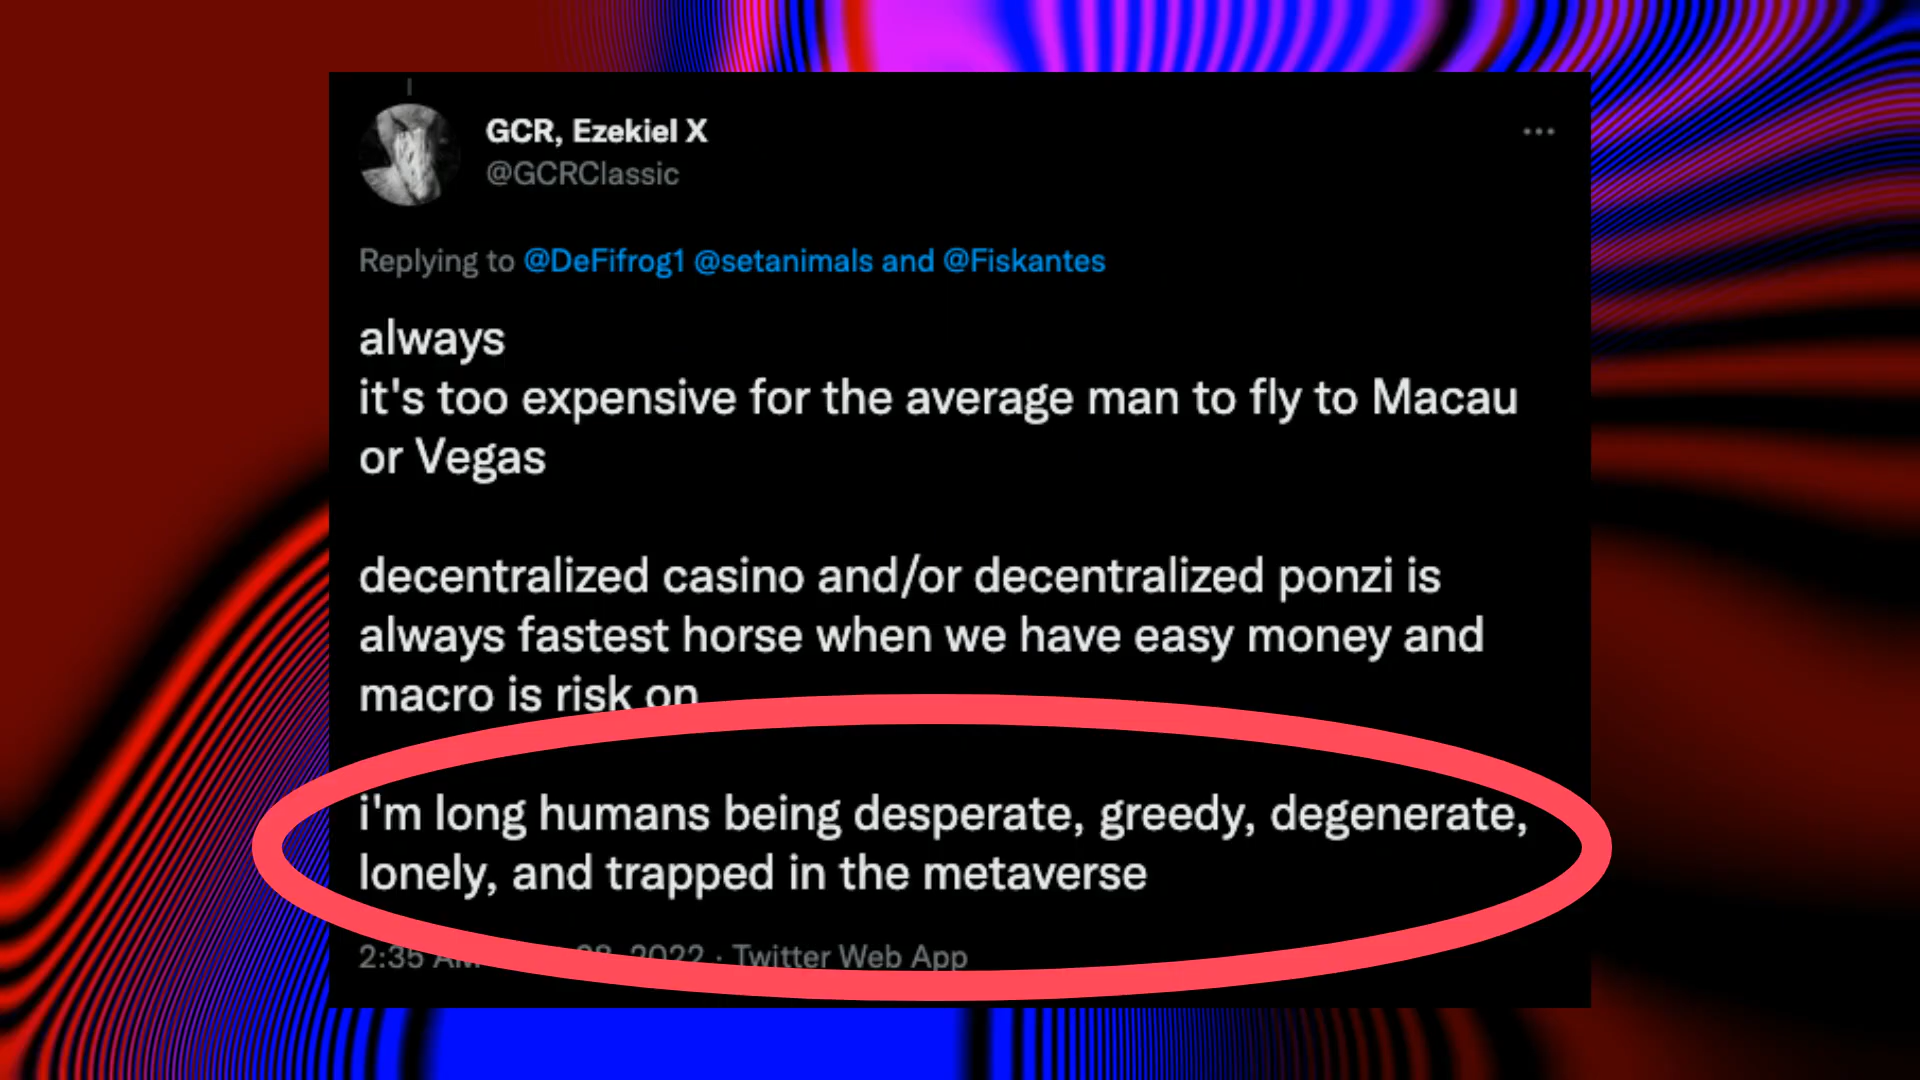 GCR, Ezekiel X
@GCRClassic
Replying to @DeFifrog1 @setanimals and @Fiskantes
always
it's too expensive for the average man to fly to Macau
or Vegas
decentralized casino and/or decentralized ponzi is
always fastest horse when we have easy money and
macro is risk on
i'm long humans being desperate, greedy, degenerate,
lonely, and trapped in the metaverse
2:35 AM 2022 · Twitter Web App